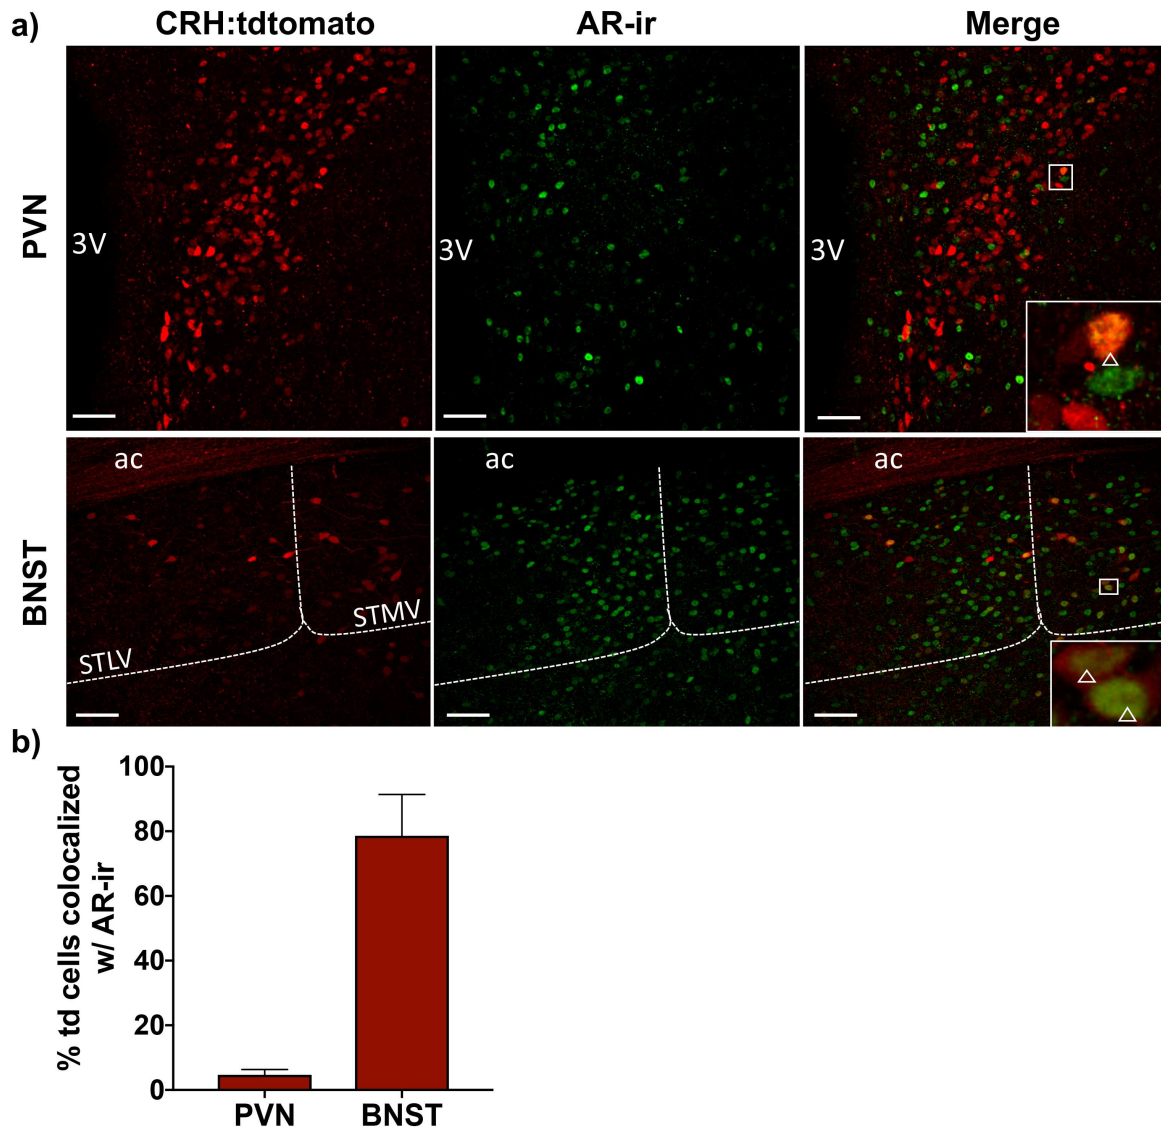 a)
CRH:tdtomato AR-ir Merge
PVN
3V 3V 3V
BNST
ac ac ac
STMV
STLV
b)
% td cells colocalized
w/ AR-ir
100
80
60
40
20
0
PVN BNST